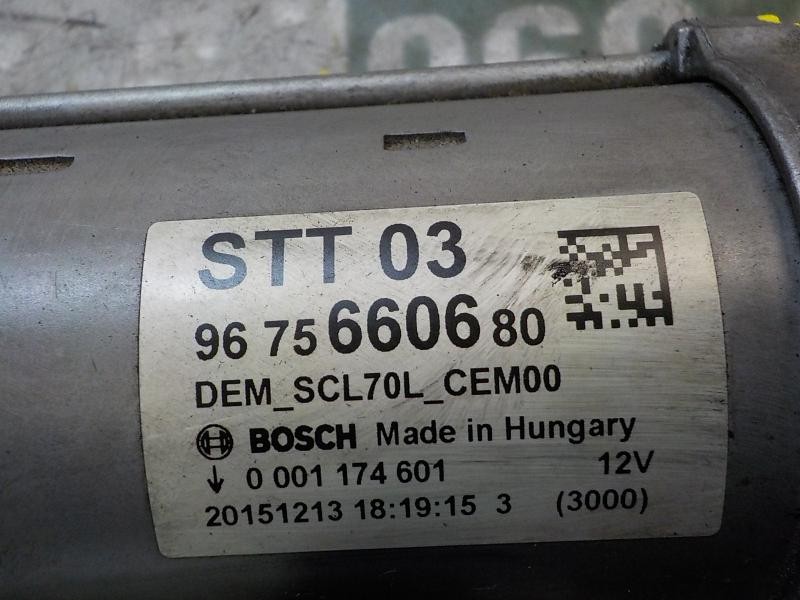 STT 03
96 75 6606 80
DEM_SCL70L_CEM00
BOSCH Made in Hungary
↓ 0 001 174 601 12V
20151213 18:19:15 3 (3000)